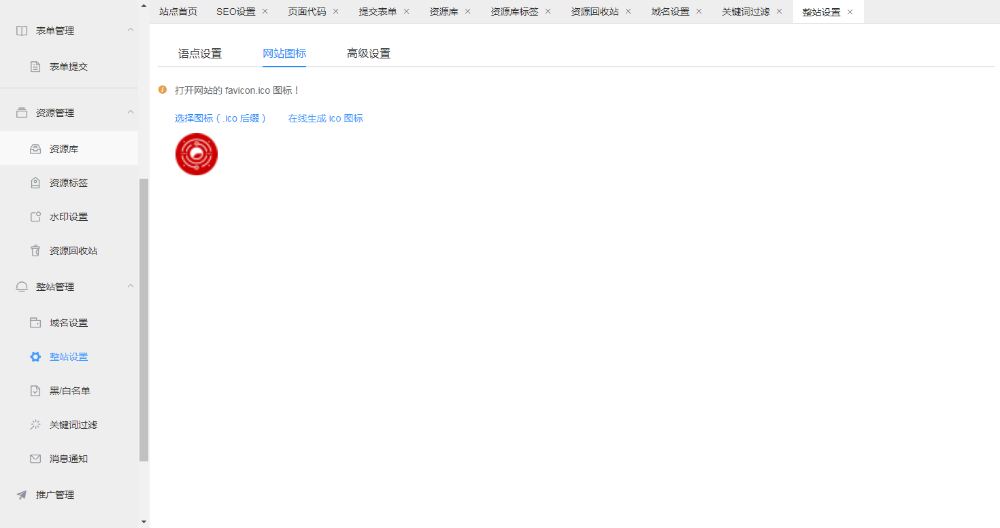 站点首页 SEO设置 页面代码 提交表单 资源库 资源库标签 资源回收站 域名设置 关键词过滤 整站设置
表单管理
表单提交
资源管理
资源库
资源标签
水印设置
资源回收站
整站管理
域名设置
整站设置
黑/白名单
关键词过滤
消息通知
推广管理
语点设置 网站图标 高级设置
打开网站的 favicon.ico 图标！
选择图标（.ico 后缀） 在线生成 ico 图标